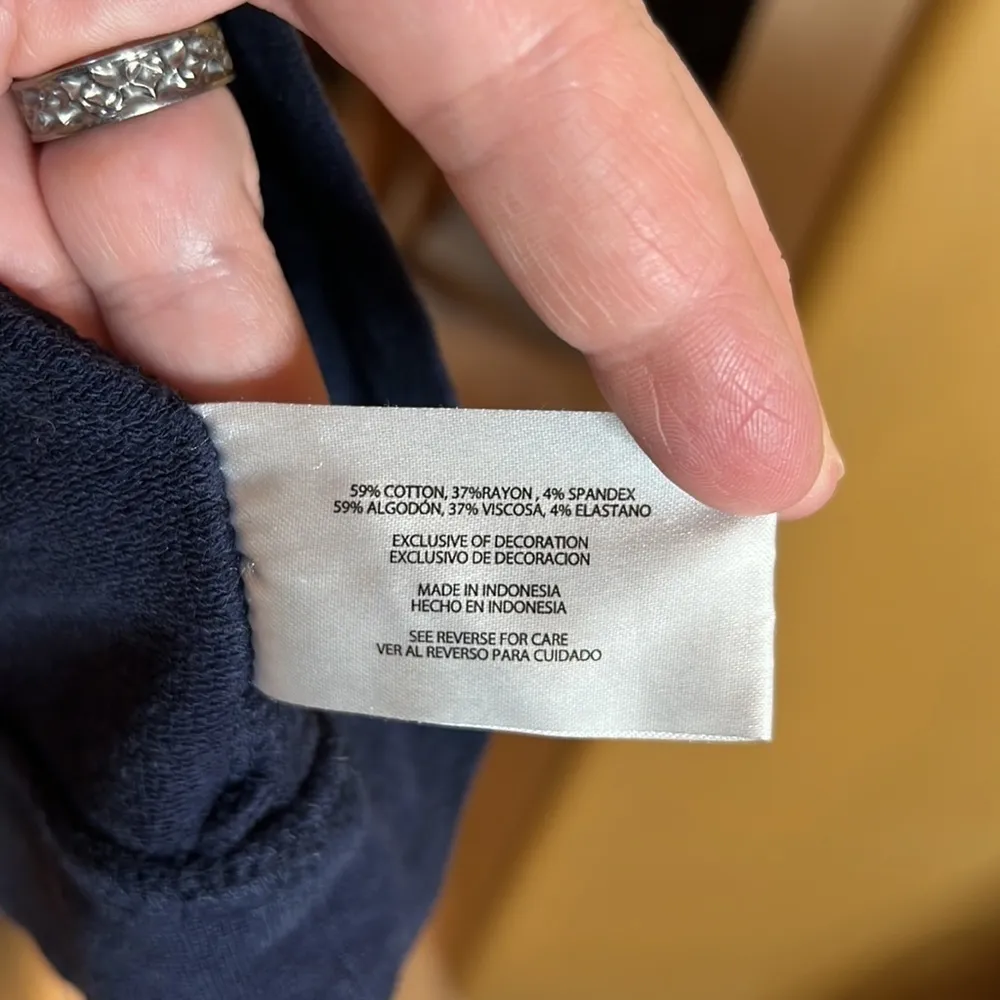 59% COTTON, 37%RAYON , 4% SPANDEX
59% ALGODÓN, 37% VISCOSA, 4% ELASTANO
EXCLUSIVE OF DECORATION
EXCLUSIVO DE DECORACION
MADE IN INDONESIA
HECHO EN INDONESIA
SEE REVERSE FOR CARE
VER AL REVERSO PARA CUIDADO